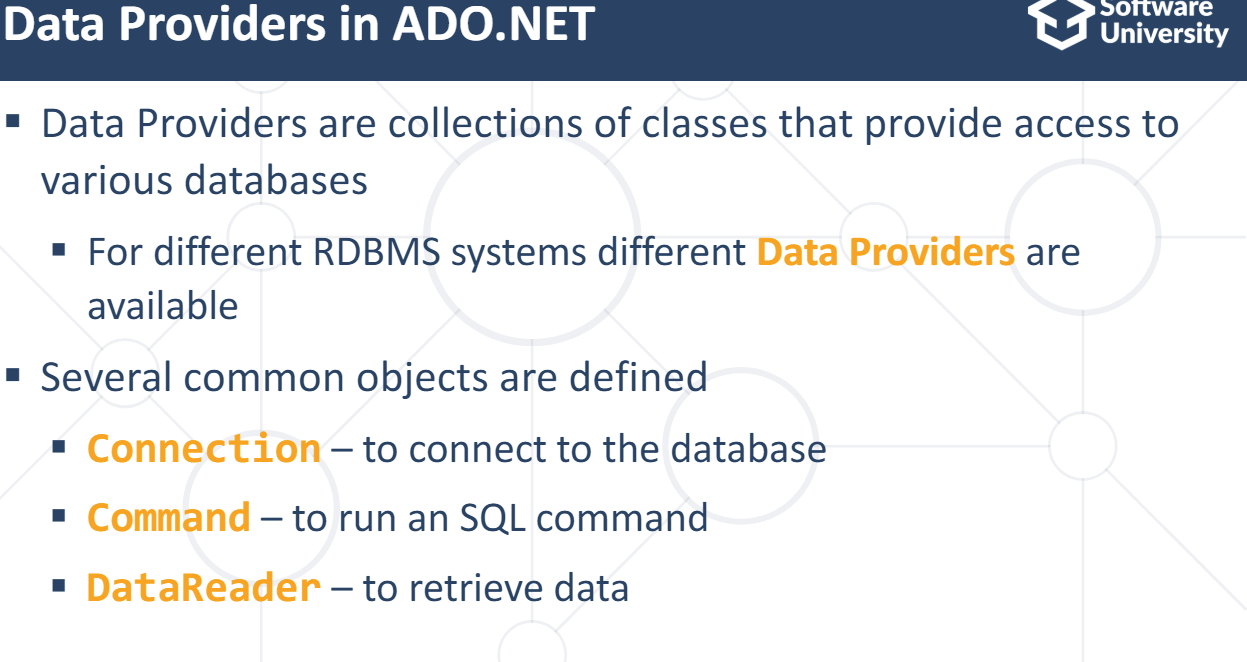 Data Providers in ADO.NET
Software
University
▪ Data Providers are collections of classes that provide access to
various databases
▪ For different RDBMS systems different Data Providers are
available
▪ Several common objects are defined
▪ Connection – to connect to the database
▪ Command – to run an SQL command
▪ DataReader – to retrieve data